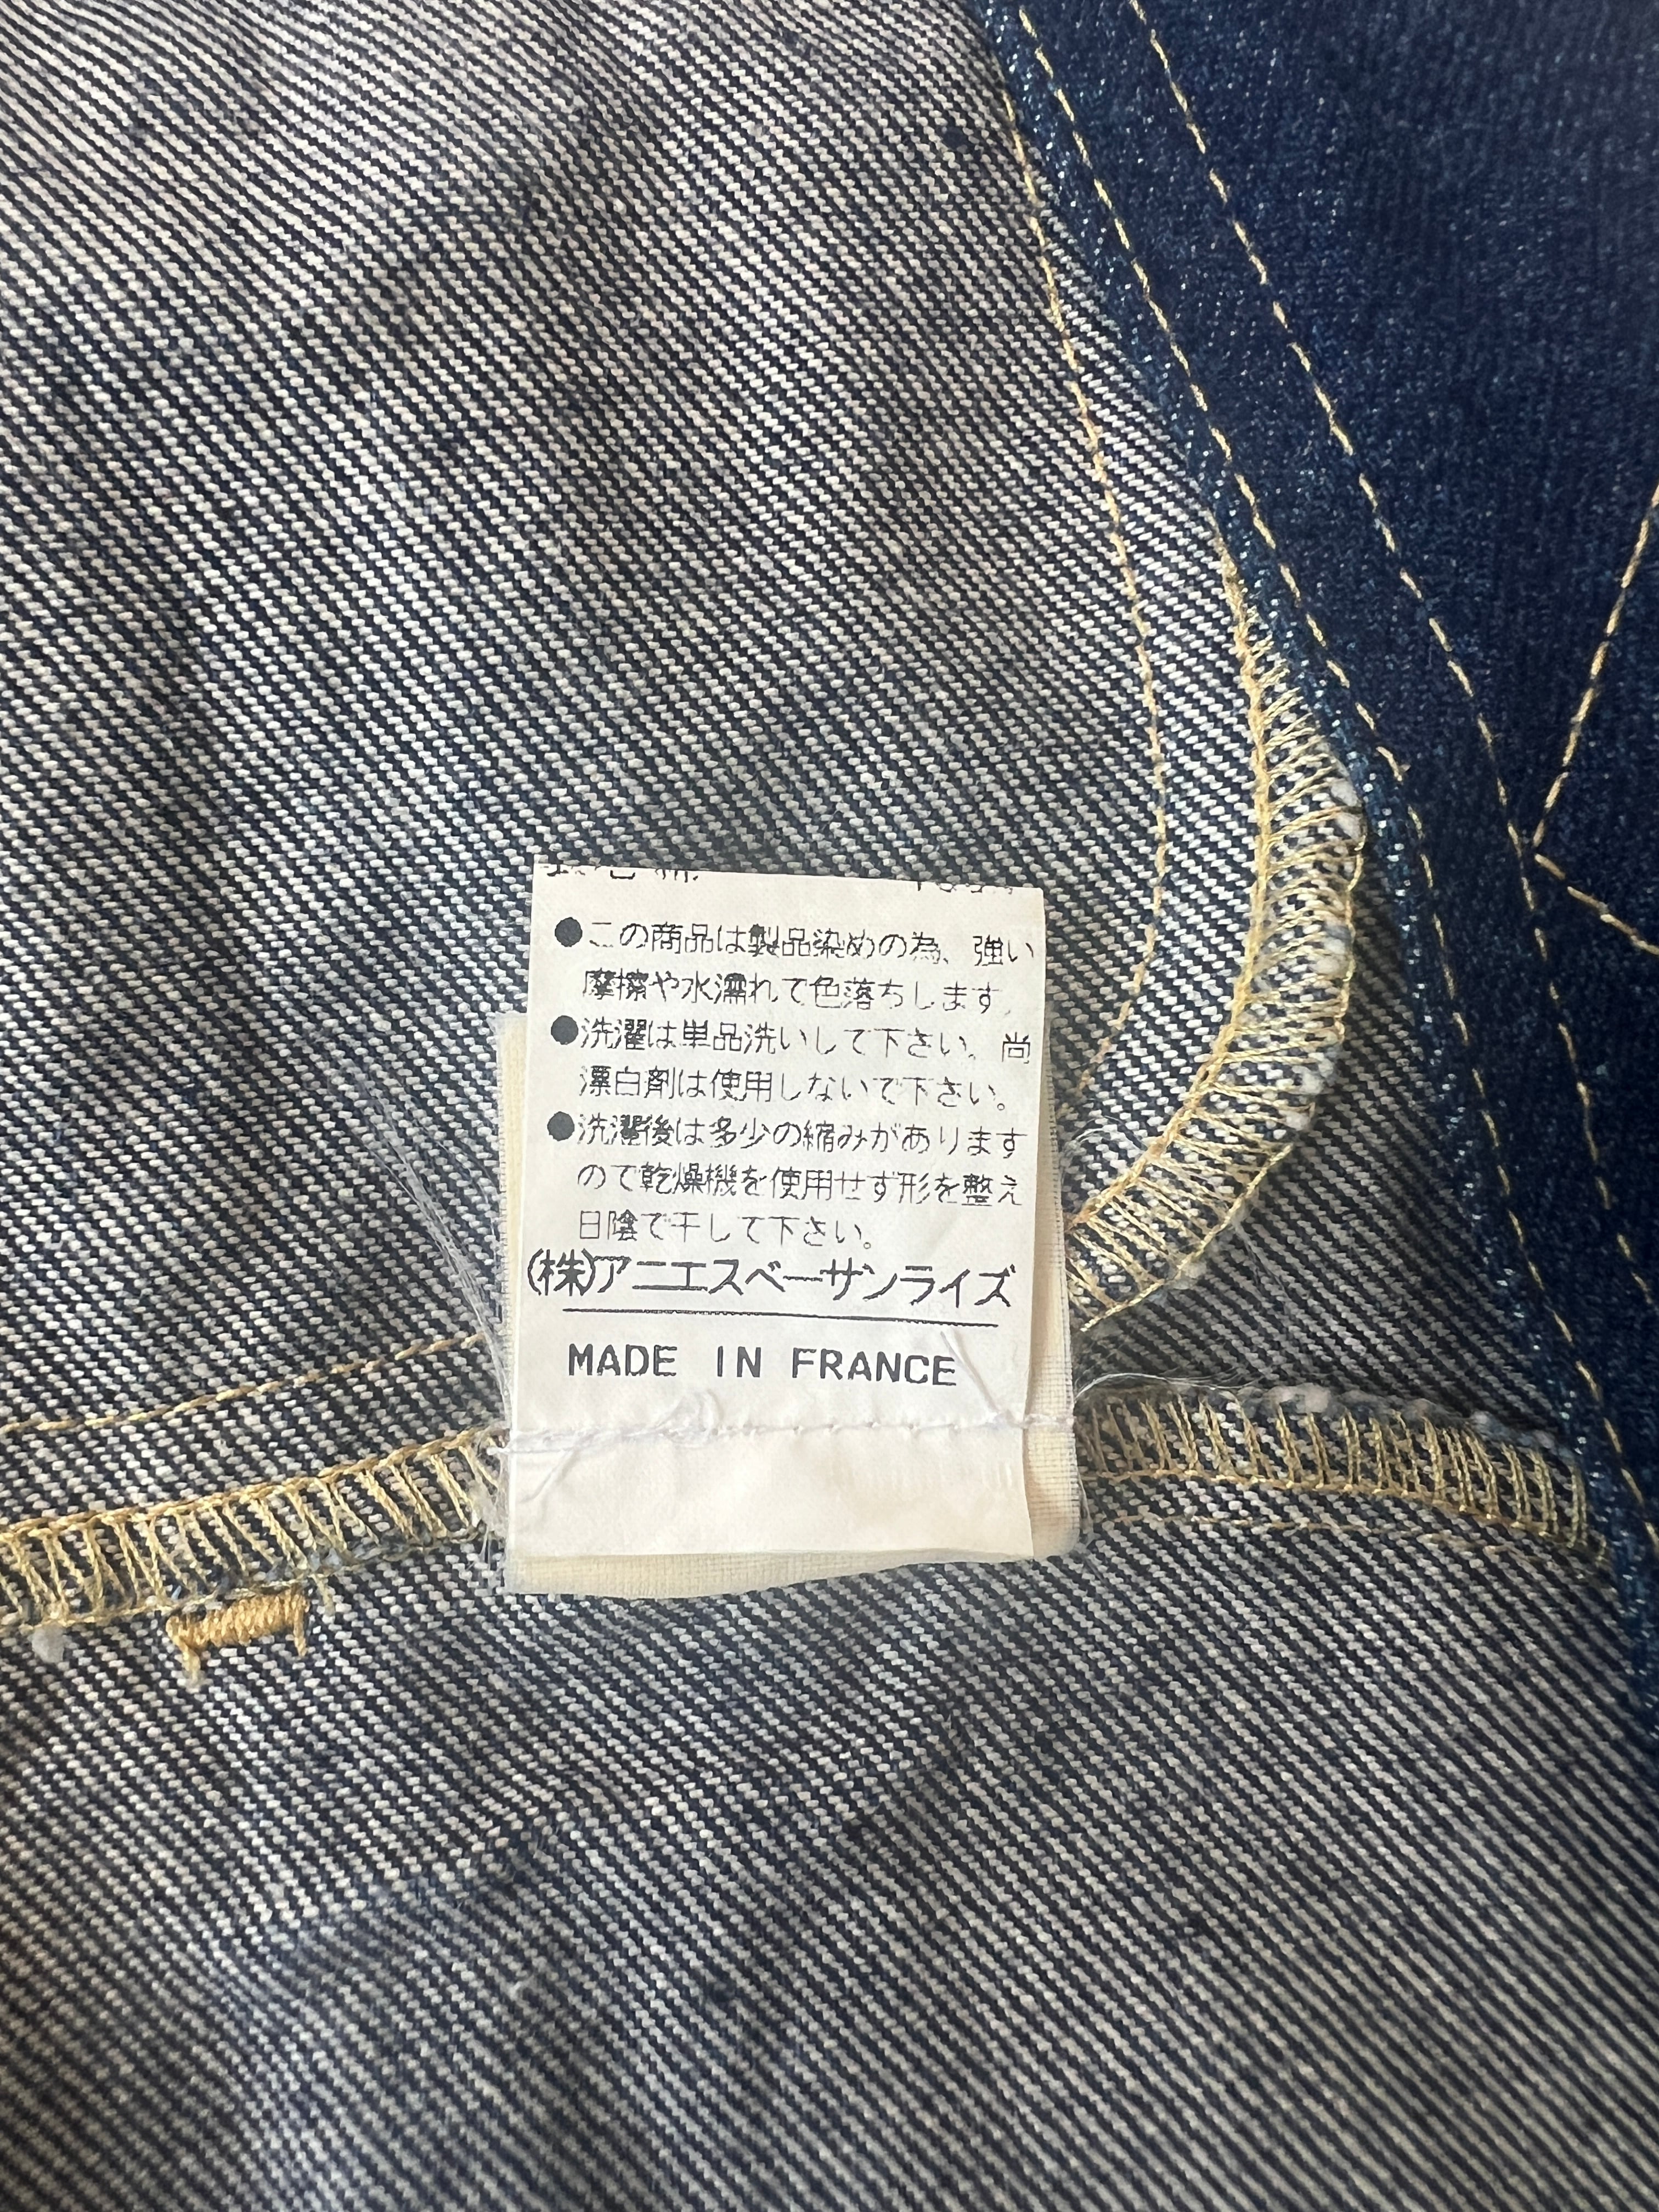 ●この商品は製品染めの為、強い
摩擦や水濡れで色落ちします。
●洗濯は単品洗いして下さい。尚
漂白剤は使用しないで下さい。
●洗濯後は多少の縮みがあります
ので乾燥機を使用せず形を整え
日陰で干して下さい。
(株)アニエスベーサンライズ
MADE IN FRANCE